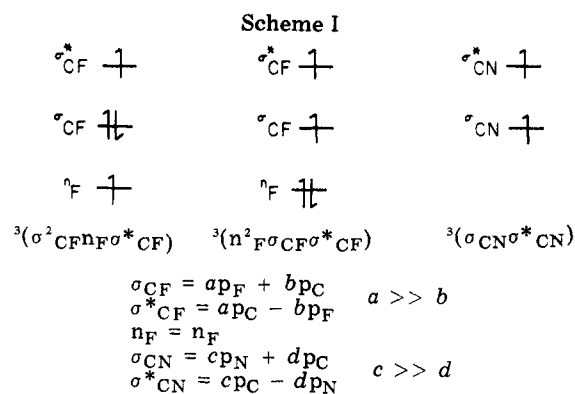 Scheme I
σ*CF σ*CF σ*CN
σCF σCF σCN
nF nF
³(σ²CFnFσ*CF) ³(n²FσCFσ*CF) ³(σCNσ*CN)
σCF = apF + bpC
σ*CF = apC − bpF a >> b
nF = nF
σCN = cpN + dpC
σ*CN = cpC − dpN c >> d